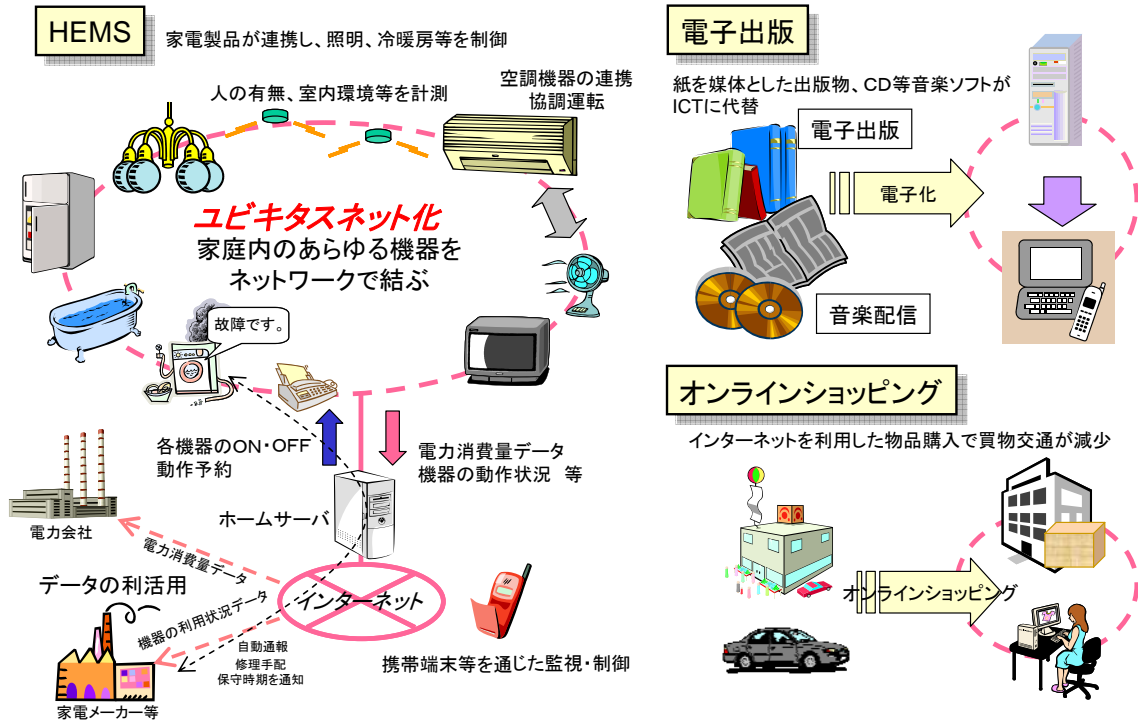 HEMS
家電製品が連携し、照明、冷暖房等を制御
人の有無、室内環境等を計測
空調機器の連携
協調運転
ユビキタスネット化
家庭内のあらゆる機器を
ネットワークで結ぶ
故障です。
各機器のON・OFF
動作予約
電力消費量データ
機器の動作状況 等
電力会社
ホームサーバ
電力消費量データ
データの利活用
機器の利用状況データ
インターネット
自動通報
修理手配
保守時期を通知
携帯端末等を通じた監視・制御
家電メーカー等
電子出版
紙を媒体とした出版物、CD等音楽ソフトが
ICTに代替
電子出版
電子化
音楽配信
オンラインショッピング
インターネットを利用した物品購入で買物交通が減少
オンラインショッピング